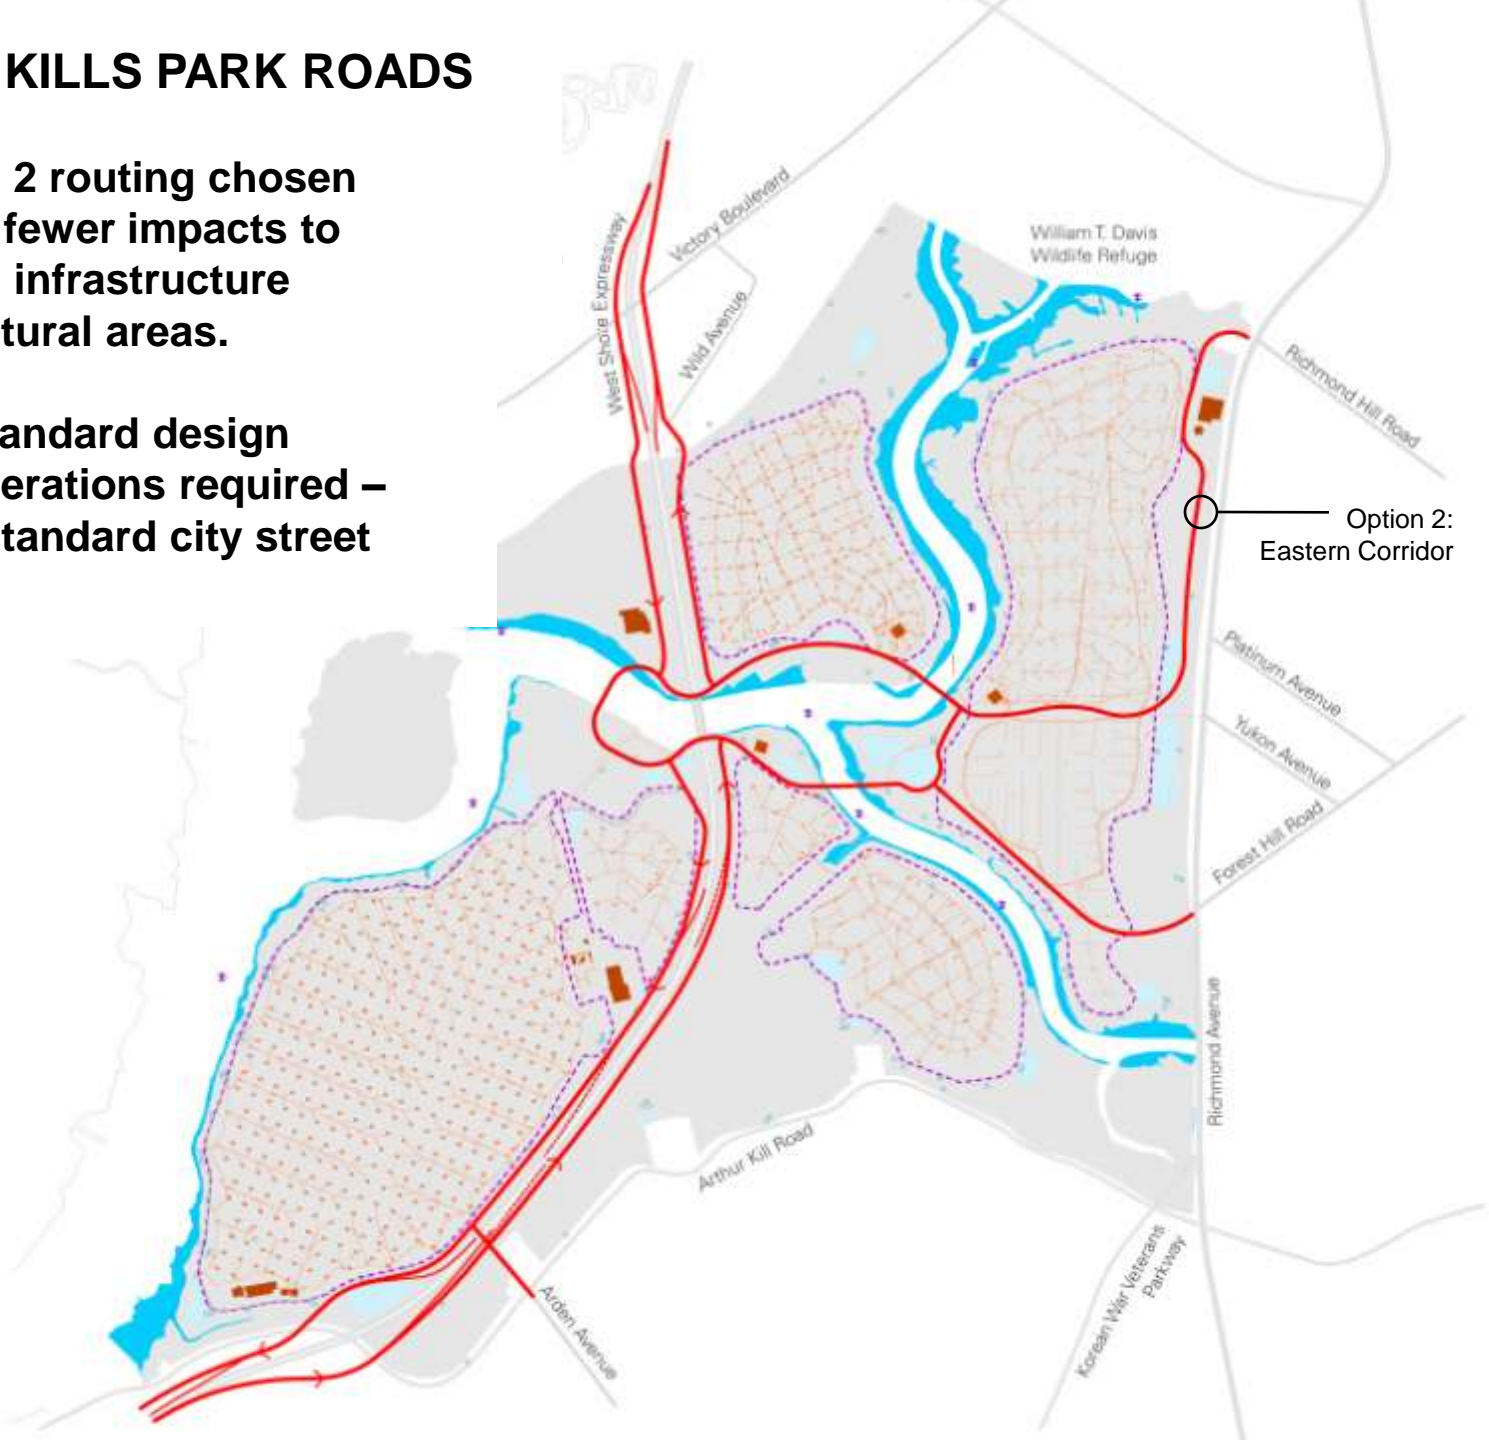 KILLS PARK ROADS
2 routing chosen
fewer impacts to
infrastructure
tural areas.
andard design
erations required –
tandard city street
William T. Davis
Wildlife Refuge
Victory Boulevard
West Shore Expressway
Wild Avenue
Richmond Hill Road
Option 2:
Eastern Corridor
Platinum Avenue
Yukon Avenue
Forest Hill Road
Richmond Avenue
Arthur Kill Road
Korean War Veterans
Parkway
Arden Avenue